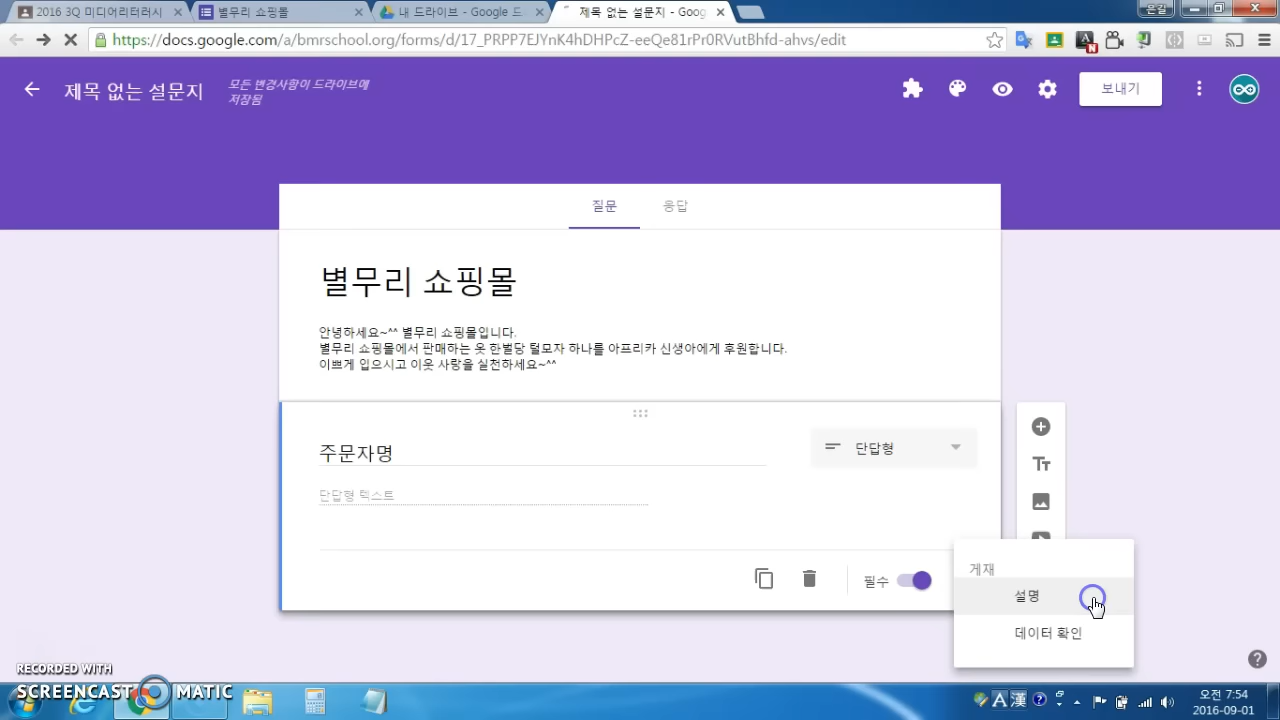 2016 3Q 미디어리터러시
별무리 쇼핑몰
내 드라이브 - Google 드
제목 없는 설문지 - Goog
은길
https://docs.google.com/a/bmrschool.org/forms/d/17_PRPP7EJYnK4hDHPcZ-eeQe81rPr0RVutBhfd-ahvs/edit
제목 없는 설문지
모든 변경사항이 드라이브에
저장됨
보내기
질문
응답
별무리 쇼핑몰
안녕하세요~^^ 별무리 쇼핑몰입니다.
별무리 쇼핑몰에서 판매하는 옷 한벌당 털모자 하나를 아프리카 신생아에게 후원합니다.
이쁘게 입으시고 이웃 사랑을 실천하세요~^^
주문자명
단답형
단답형 텍스트
Tт
필수
게재
설명
데이터 확인
RECORDED WITH
SCREENCAST MATIC
A漢
오전 7:54
2016-09-01